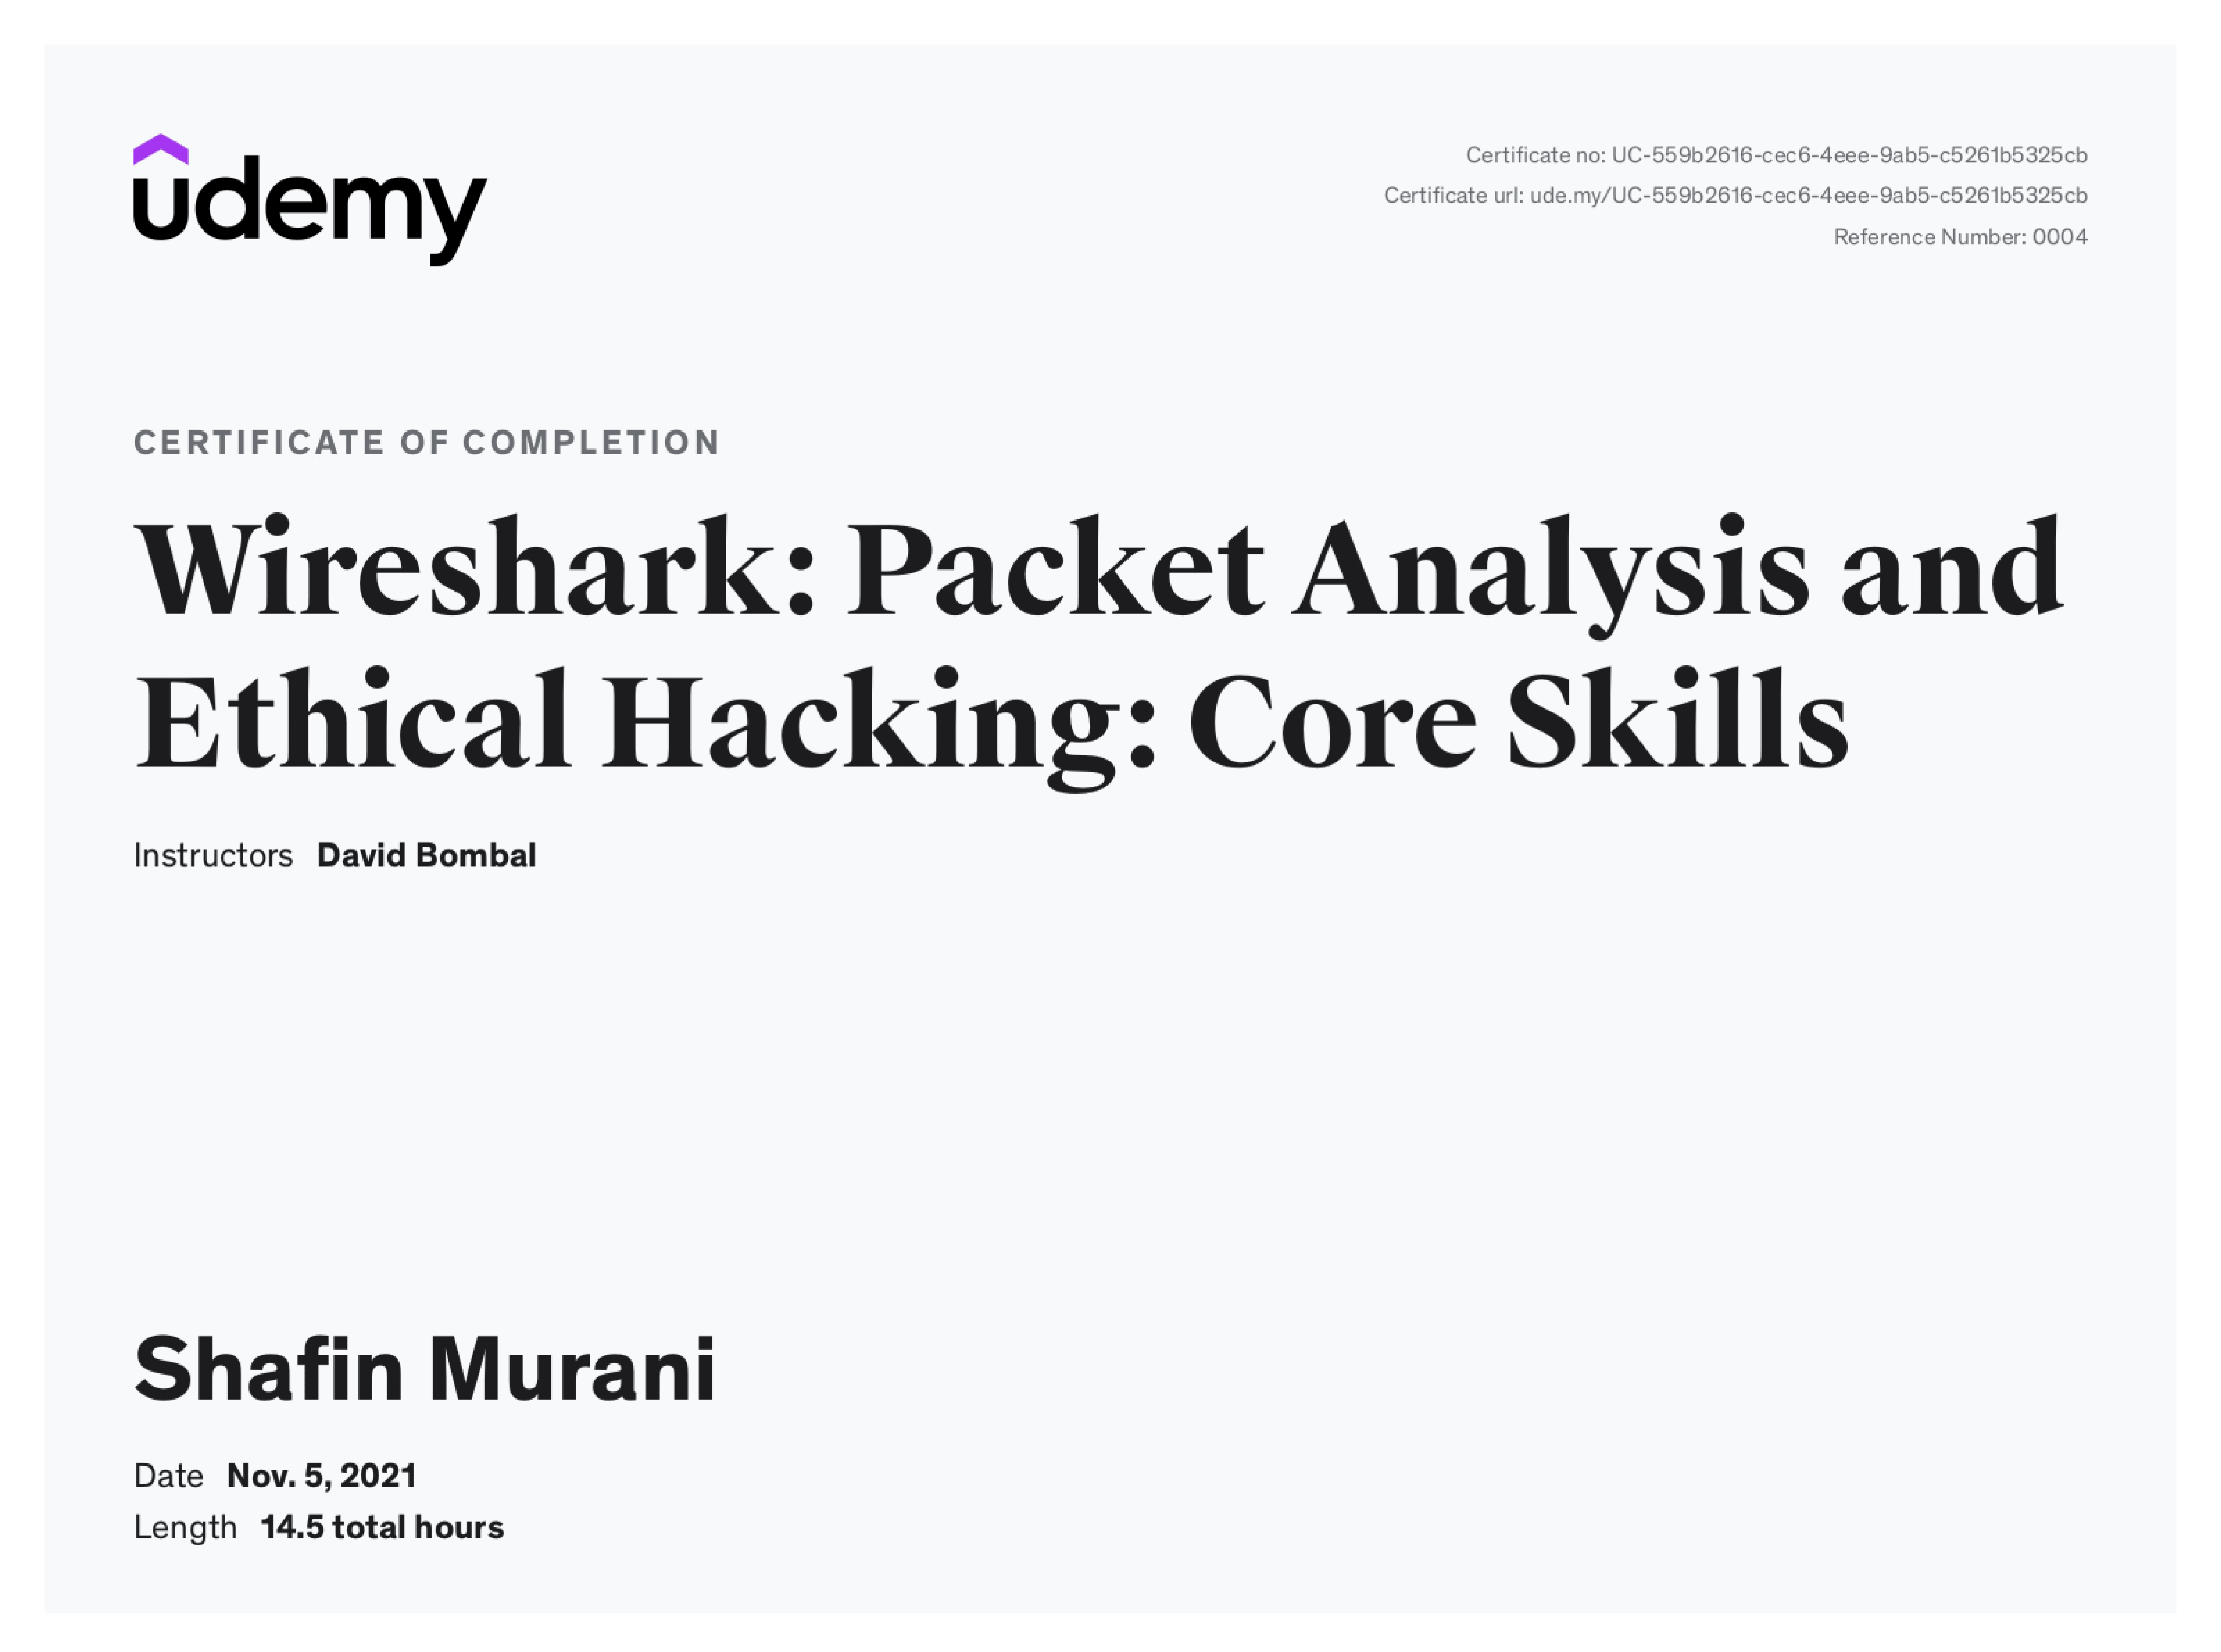 udemy
Certificate no: UC-559b2616-cec6-4eee-9ab5-c5261b5325cb
Certificate url: ude.my/UC-559b2616-cec6-4eee-9ab5-c5261b5325cb
Reference Number: 0004
CERTIFICATE OF COMPLETION
Wireshark: Packet Analysis and
Ethical Hacking: Core Skills
Instructors David Bombal
Shafin Murani
Date Nov. 5, 2021
Length 14.5 total hours